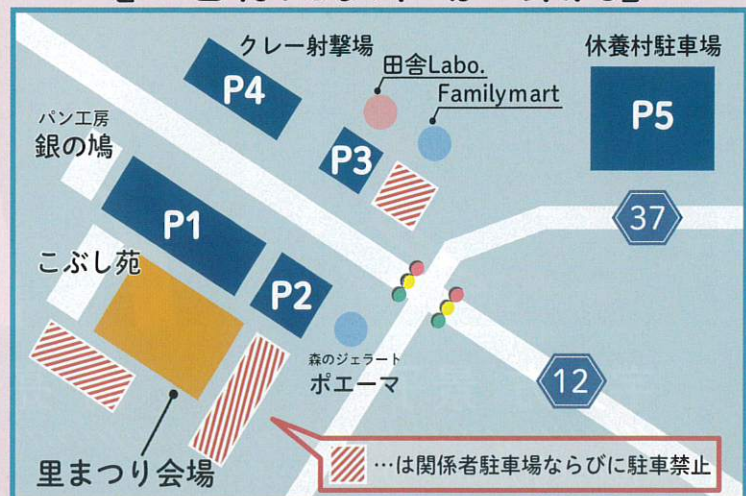 クレー射撃場
休養村駐車場
田舎Labo.
Familymart
P4
P5
パン工房
銀の鳩
P3
P1
37
こぶし苑
P2
森のジェラート
ポエーマ
12
里まつり会場
…は関係者駐車場ならびに駐車禁止